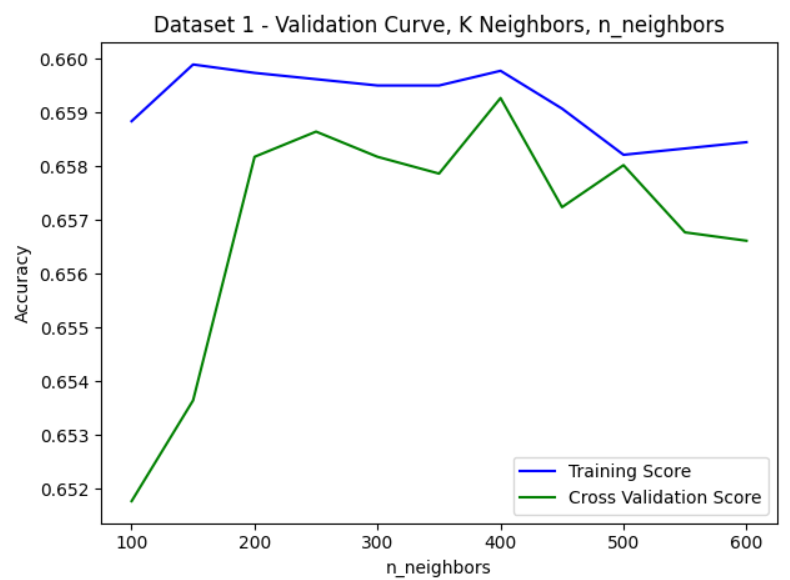 Dataset 1 - Validation Curve, K Neighbors, n_neighbors
0.660
0.659
0.658
0.657
0.656
0.655
0.654
0.653
0.652
Accuracy
100 200 300 400 500 600
n_neighbors
Training Score
Cross Validation Score